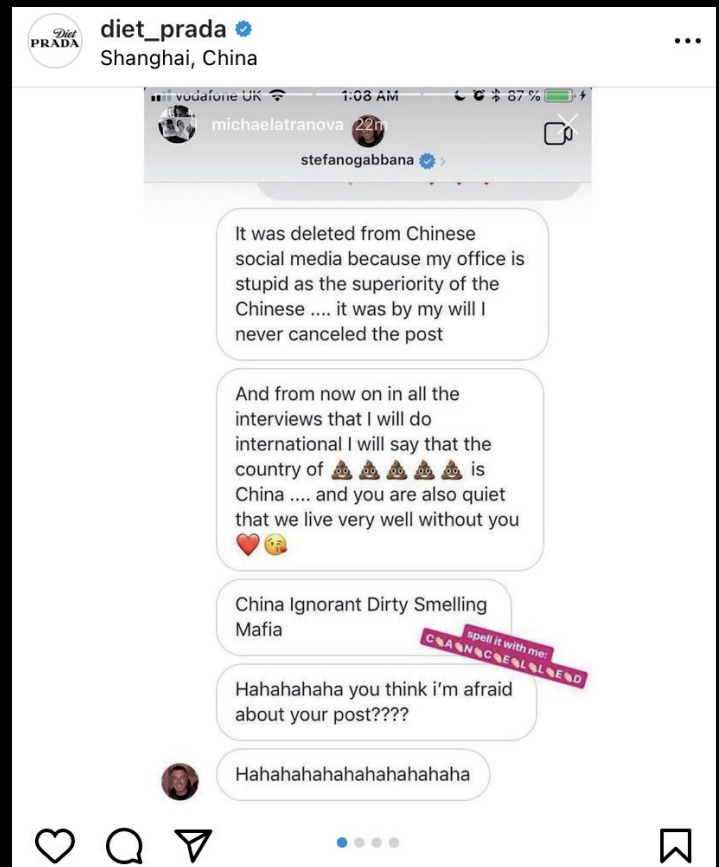 Diet
PRADA
diet_prada
Shanghai, China
vodafone UK
1:08 AM
87 %
michaelatranova 22m
stefanogabbana
It was deleted from Chinese
social media because my office is
stupid as the superiority of the
Chinese .... it was by my will I
never canceled the post
And from now on in all the
interviews that I will do
international I will say that the
country of 💩💩💩💩💩 is
China .... and you are also quiet
that we live very well without you
❤️😘
China Ignorant Dirty Smelling
Mafia
spell it with me:
C👏A👏N👏C👏E👏L👏L👏E👏D
Hahahahaha you think i'm afraid
about your post????
Hahahahahahahahahahaha